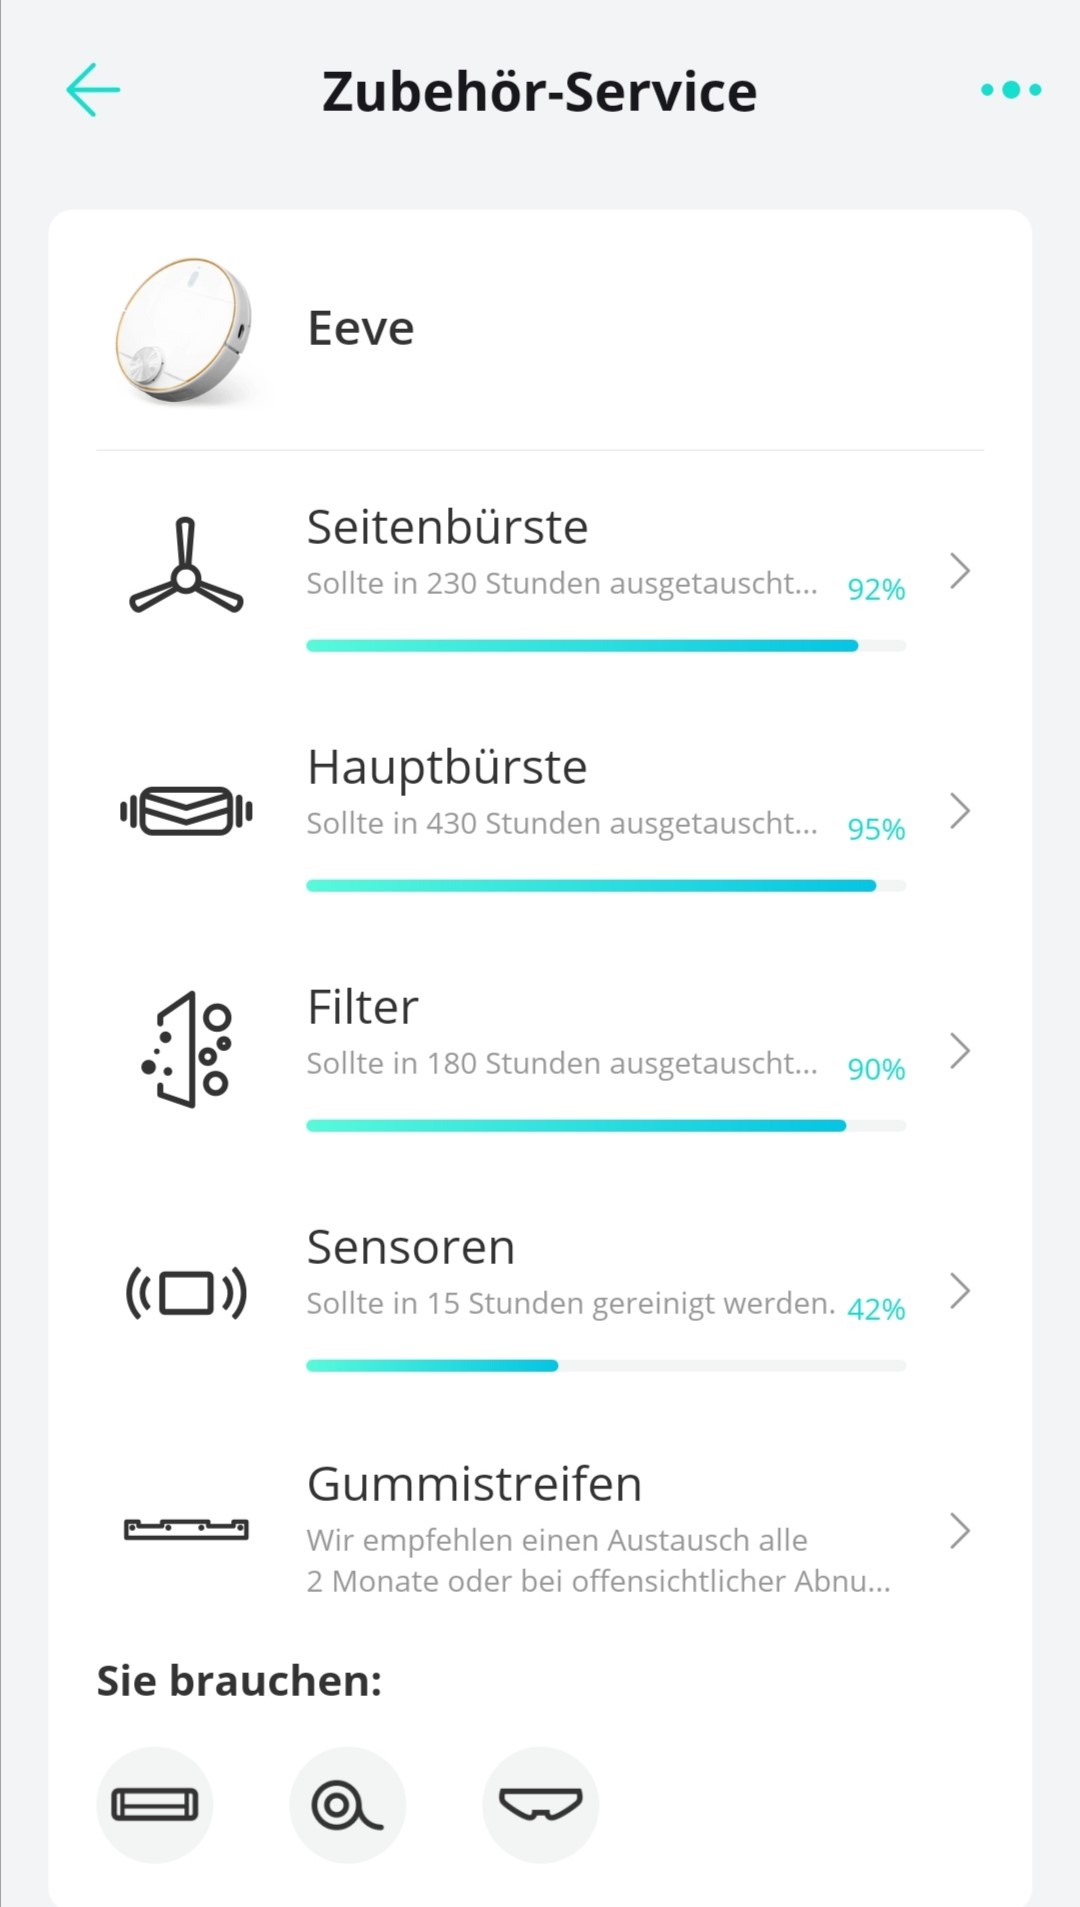 Zubehör-Service
Eeve
Seitenbürste
Sollte in 230 Stunden ausgetauscht... 92%
Hauptbürste
Sollte in 430 Stunden ausgetauscht... 95%
Filter
Sollte in 180 Stunden ausgetauscht... 90%
Sensoren
Sollte in 15 Stunden gereinigt werden. 42%
Gummistreifen
Wir empfehlen einen Austausch alle
2 Monate oder bei offensichtlicher Abnu...
Sie brauchen: